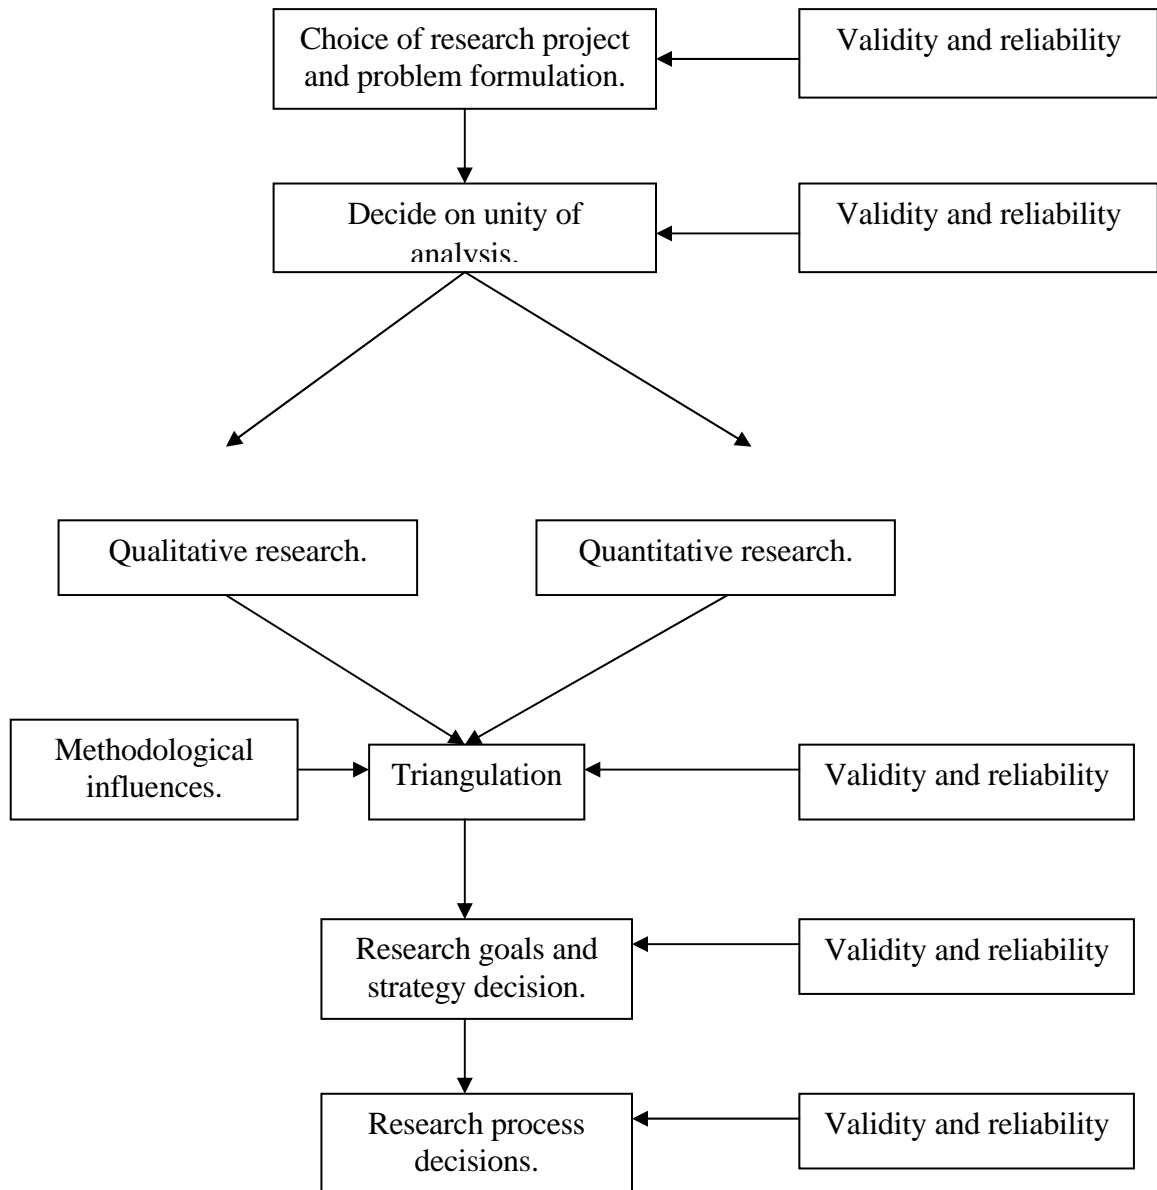 Choice of research project
and problem formulation.
Validity and reliability
Decide on unity of
analysis.
Validity and reliability
Qualitative research.
Quantitative research.
Methodological
influences.
Triangulation
Validity and reliability
Research goals and
strategy decision.
Validity and reliability
Research process
decisions.
Validity and reliability